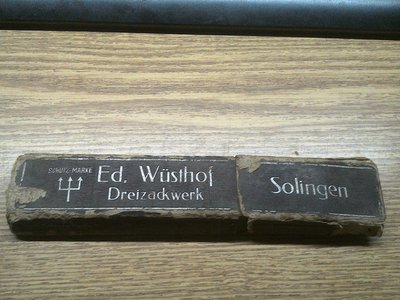 SCHUTZ-MARKE
Ed. Wüsthof
Dreizackwerk
Solingen